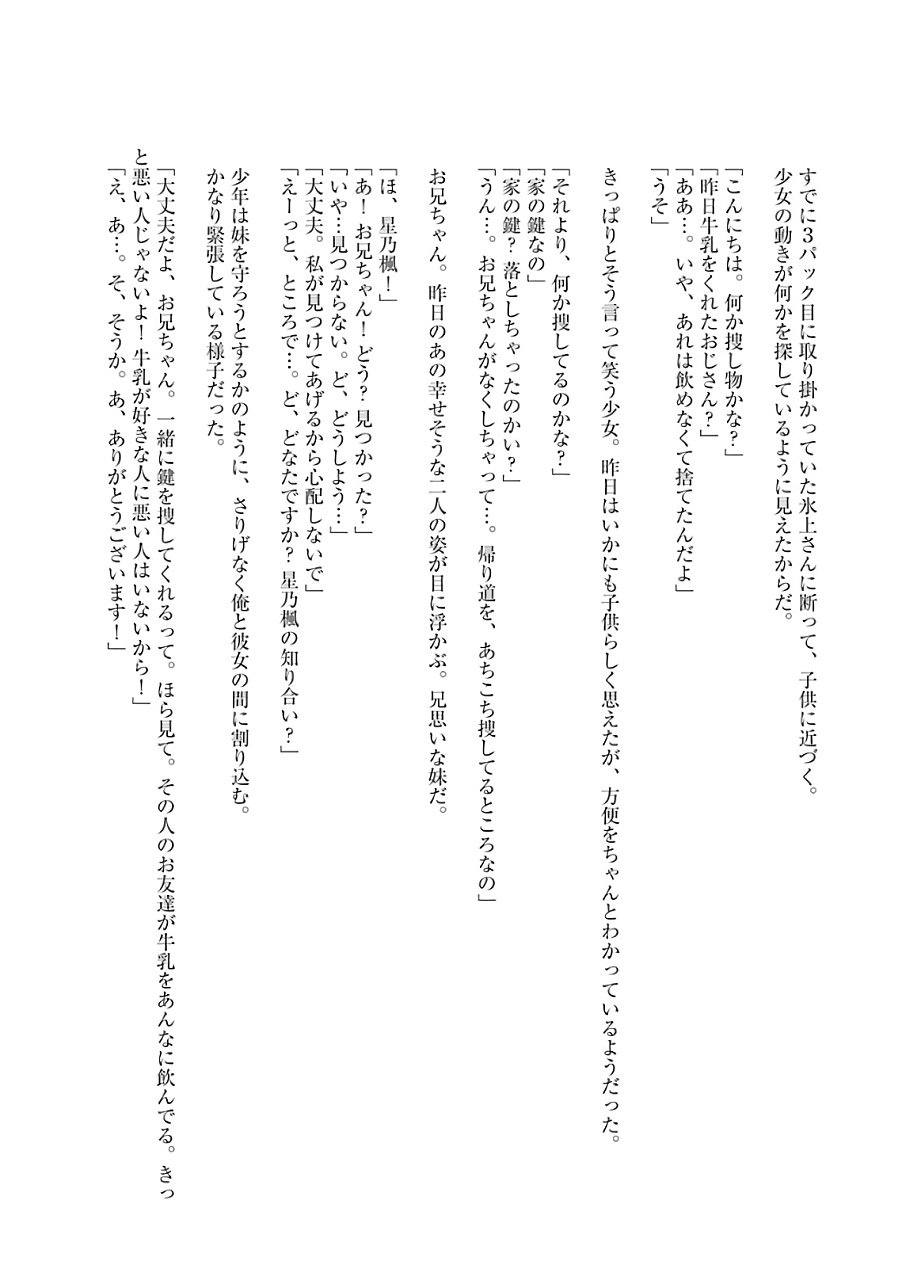 すでに３パック目に取り掛かっていた氷上さんに断って、子供に近づく。
少女の動きが何かを探しているように見えたからだ。
「こんにちは。何か捜し物かな？」
「昨日牛乳をくれたおじさん？」
「ああ…。いや、あれは飲めなくて捨てたんだよ」
「うそ」
きっぱりとそう言って笑う少女。昨日はいかにも子供らしく思えたが、方便をちゃんとわかっているようだった。
「それより、何か捜してるのかな？」
「家の鍵なの」
「家の鍵？落としちゃったのかい？」
「うん…。お兄ちゃんがなくしちゃって…。帰り道を、あちこち捜してるところなの」
お兄ちゃん。昨日のあの幸せそうな二人の姿が目に浮かぶ。兄思いな妹だ。
「ほ、星乃楓！」
「あ！お兄ちゃん！どう？見つかった？」
「いや…見つからない。ど、どうしよう…」
「大丈夫。私が見つけてあげるから心配しないで」
「えーっと、ところで…。ど、どなたですか？星乃楓の知り合い？」
少年は妹を守ろうとするかのように、さりげなく俺と彼女の間に割り込む。
かなり緊張している様子だった。
「大丈夫だよ、お兄ちゃん。一緒に鍵を捜してくれるって。ほら見て。その人のお友達が牛乳をあんなに飲んでる。きっ
と悪い人じゃないよ！牛乳が好きな人に悪い人はいないから！」
「え、あ…。そ、そうか。あ、ありがとうございます！」